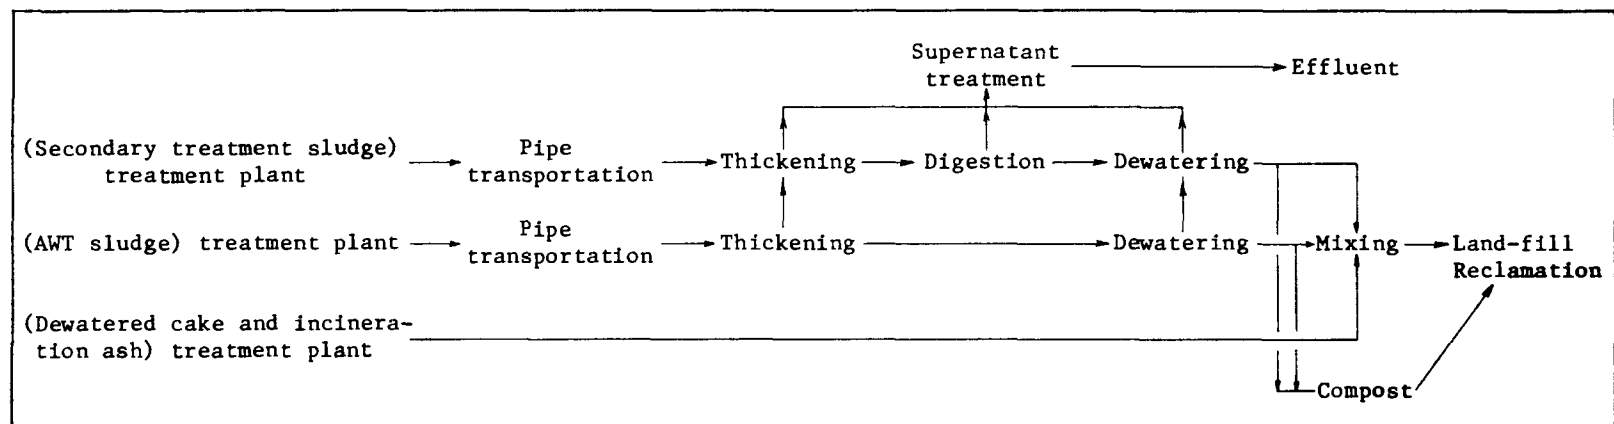 Supernatant
treatment
Effluent
(Secondary treatment sludge)
treatment plant
Pipe
transportation
Thickening
Digestion
Dewatering
(AWT sludge) treatment plant
Pipe
transportation
Thickening
Dewatering
Mixing
Land-fill
Reclamation
(Dewatered cake and incinera-
tion ash) treatment plant
Compost